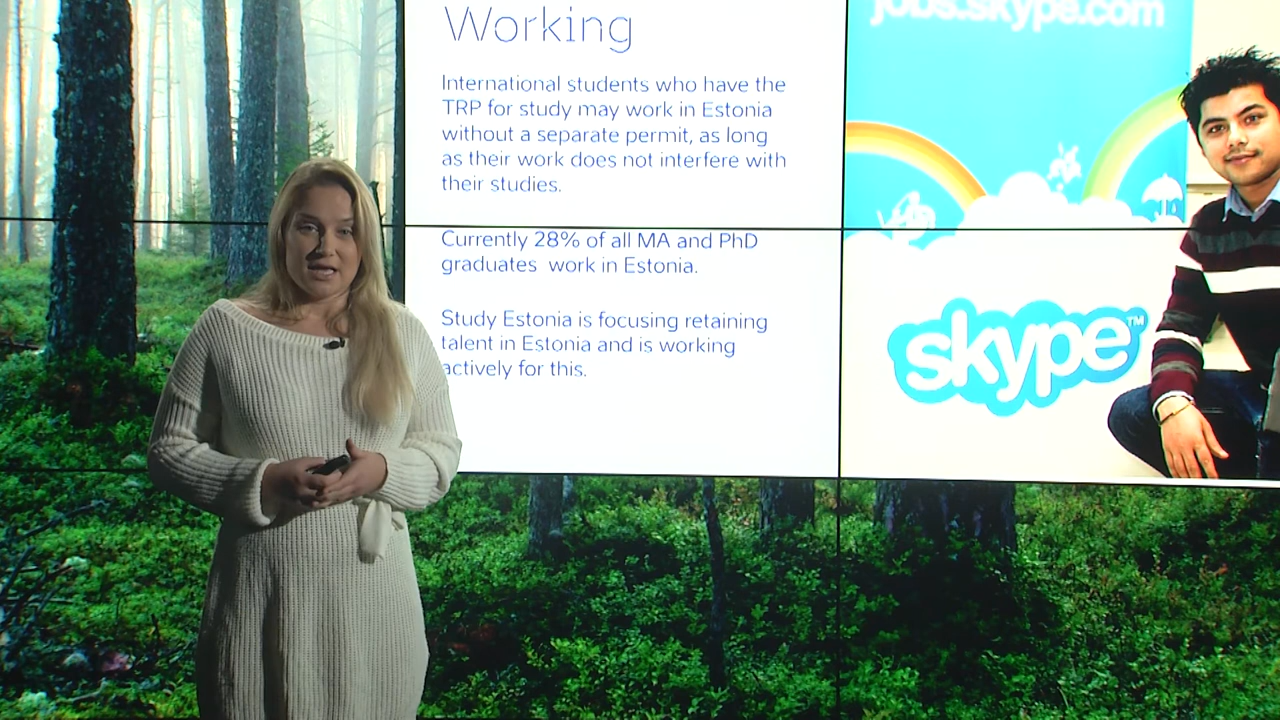 Working
International students who have the
TRP for study may work in Estonia
without a separate permit, as long
as their work does not interfere with
their studies.
Currently 28% of all MA and PhD
graduates work in Estonia.
Study Estonia is focusing retaining
talent in Estonia and is working
actively for this.
jobs.skype.com
skype™